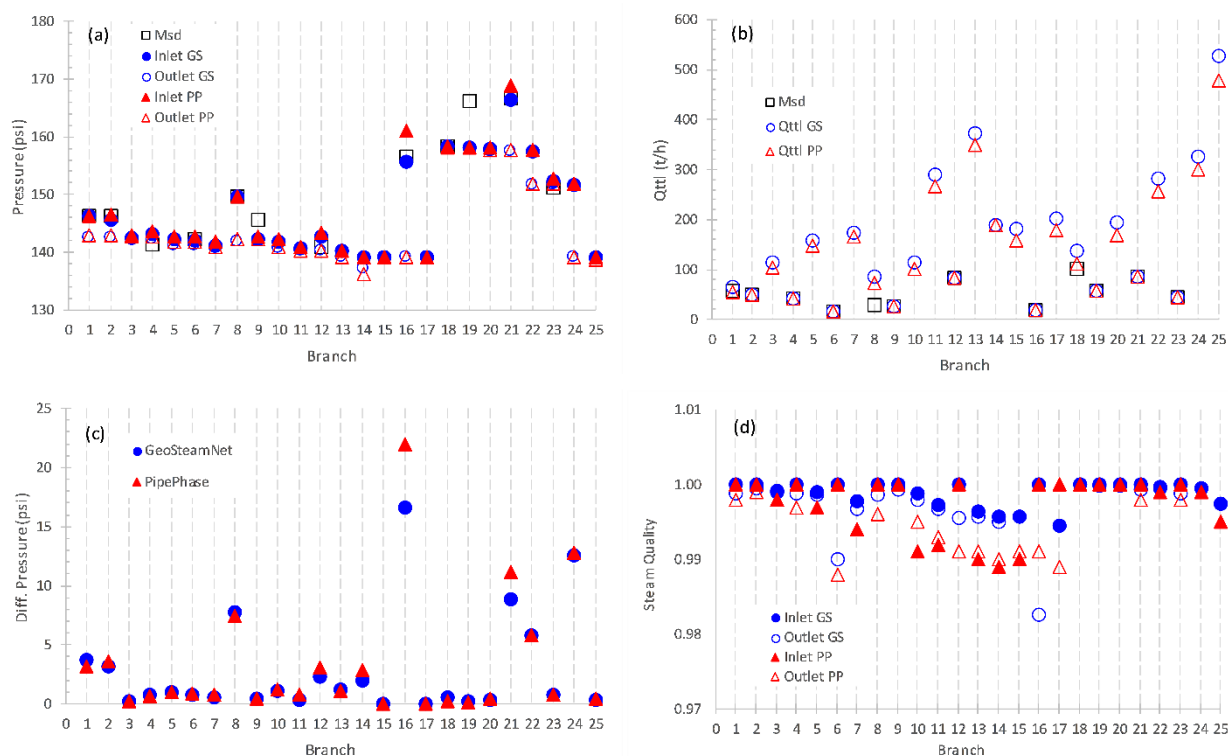 (a)
Msd
Inlet GS
Outlet GS
Inlet PP
Outlet PP
Pressure (psi)
180
170
160
150
140
130
0 1 2 3 4 5 6 7 8 9 10 11 12 13 14 15 16 17 18 19 20 21 22 23 24 25
Branch
(b)
Msd
Qttl GS
Qttl PP
Qttl (t/h)
600
500
400
300
200
100
0
0 1 2 3 4 5 6 7 8 9 10 11 12 13 14 15 16 17 18 19 20 21 22 23 24 25
Branch
(c)
GeoSteamNet
PipePhase
Diff. Pressure (psi)
25
20
15
10
5
0
0 1 2 3 4 5 6 7 8 9 10 11 12 13 14 15 16 17 18 19 20 21 22 23 24 25
Branch
(d)
Inlet GS
Outlet GS
Inlet PP
Outlet PP
Steam Quality
1.01
1.00
0.99
0.98
0.97
0 1 2 3 4 5 6 7 8 9 10 11 12 13 14 15 16 17 18 19 20 21 22 23 24 25
Branch